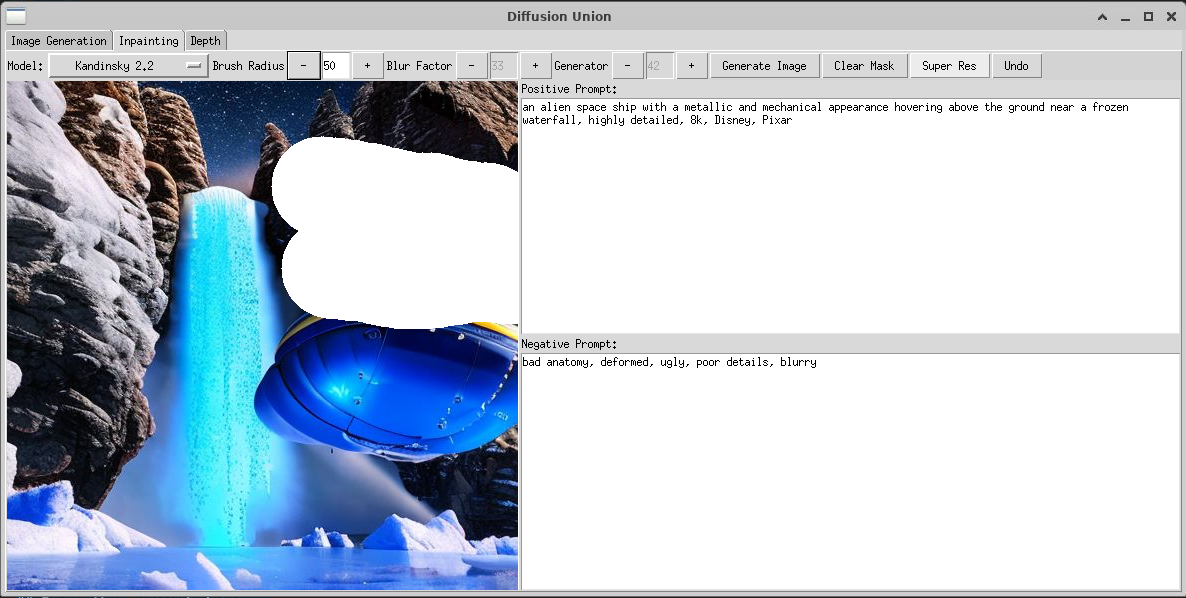 Diffusion Union
Image Generation Inpainting Depth
Model: Kandinsky 2.2 Brush Radius - 50 + Blur Factor - 33 + Generator - 42 + Generate Image Clear Mask Super Res Undo
Positive Prompt:
an alien space ship with a metallic and mechanical appearance hovering above the ground near a frozen
waterfall, highly detailed, 8k, Disney, Pixar
Negative Prompt:
bad anatomy, deformed, ugly, poor details, blurry